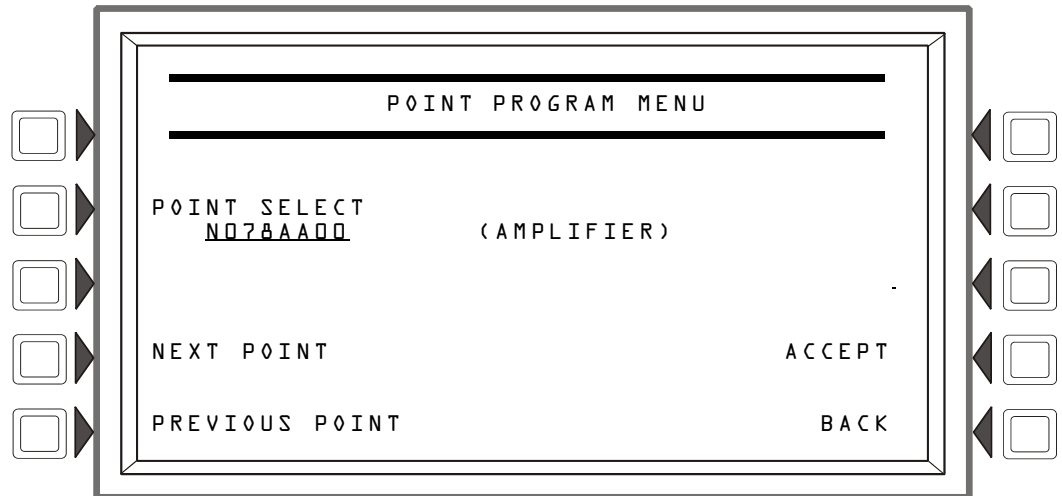 POINT PROGRAM MENU
POINT SELECT
N078AA00 (AMPLIFIER)
NEXT POINT ACCEPT
PREVIOUS POINT BACK